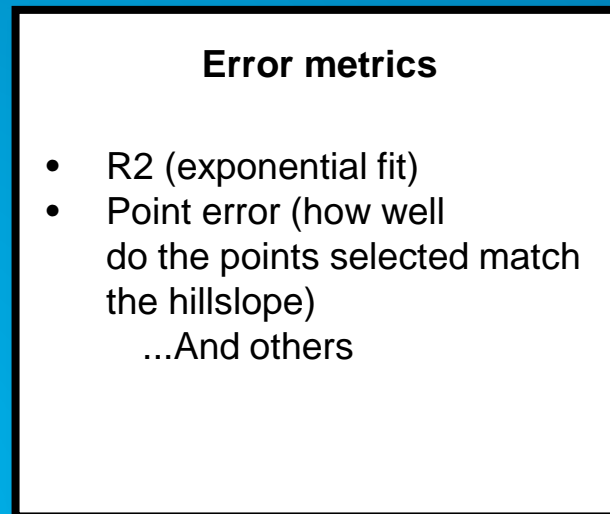 Error metrics
• R2 (exponential fit)
• Point error (how well
do the points selected match
the hillslope)
...And others